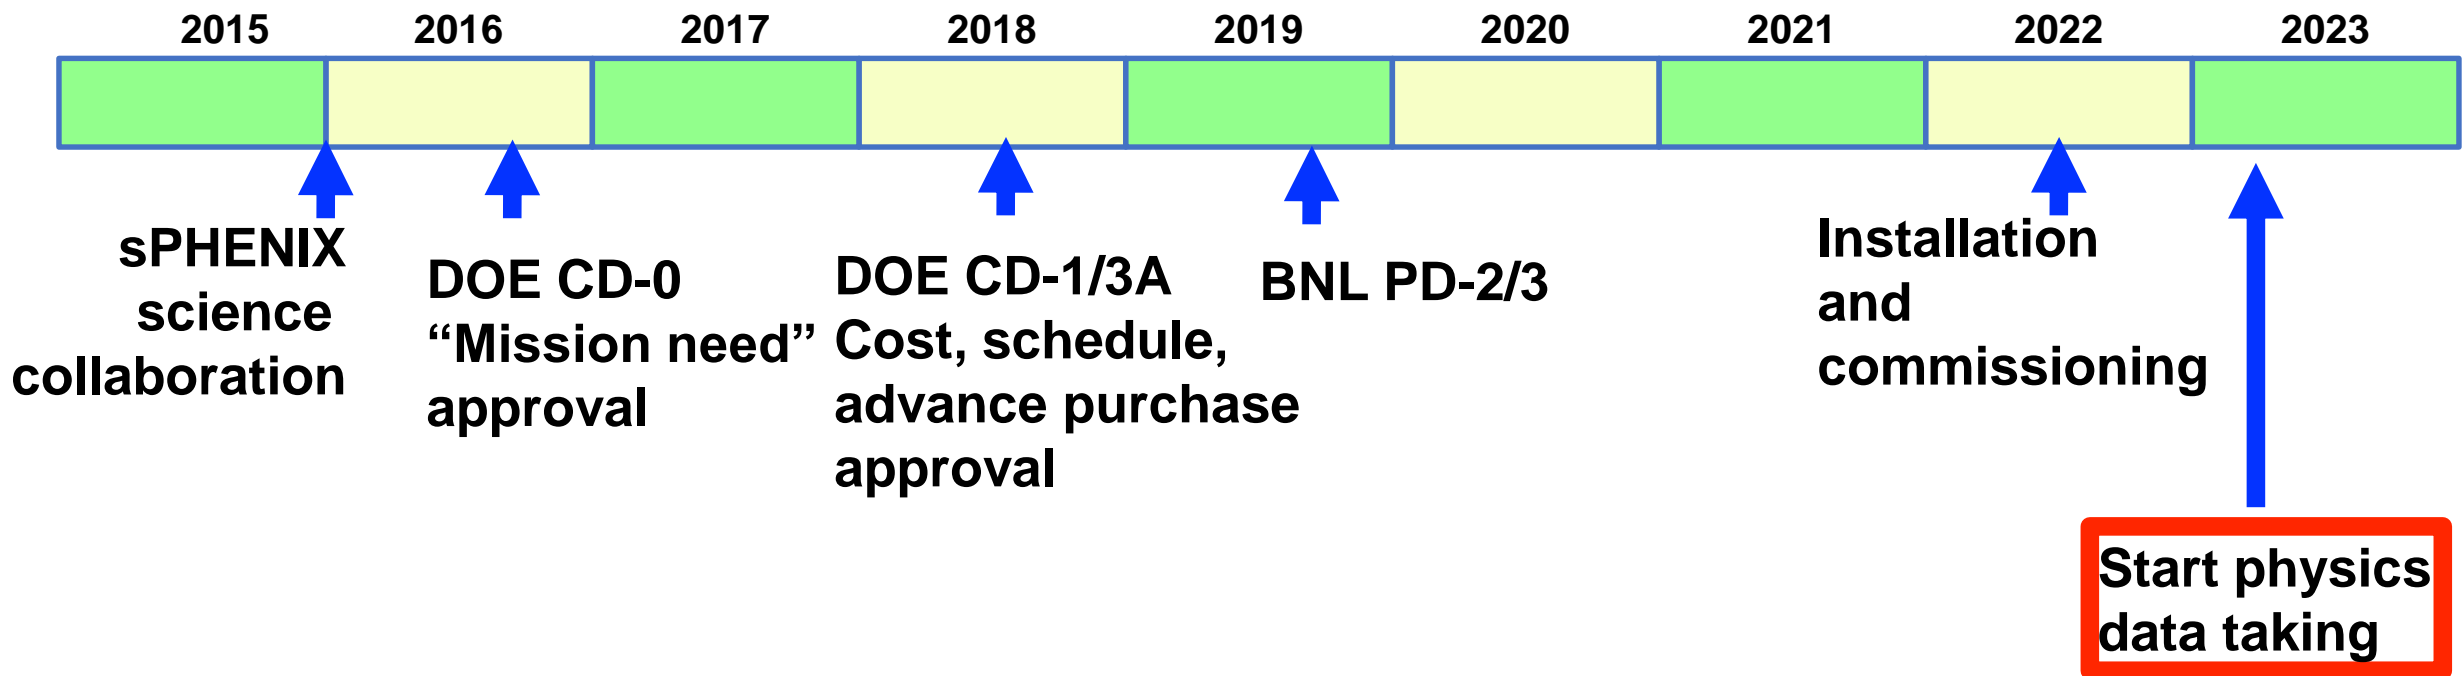 2015 2016 2017 2018 2019 2020 2021 2022 2023
sPHENIX
science
collaboration
DOE CD-0
“Mission need”
approval
DOE CD-1/3A
Cost, schedule,
advance purchase
approval
BNL PD-2/3
Installation
and
commissioning
Start physics
data taking